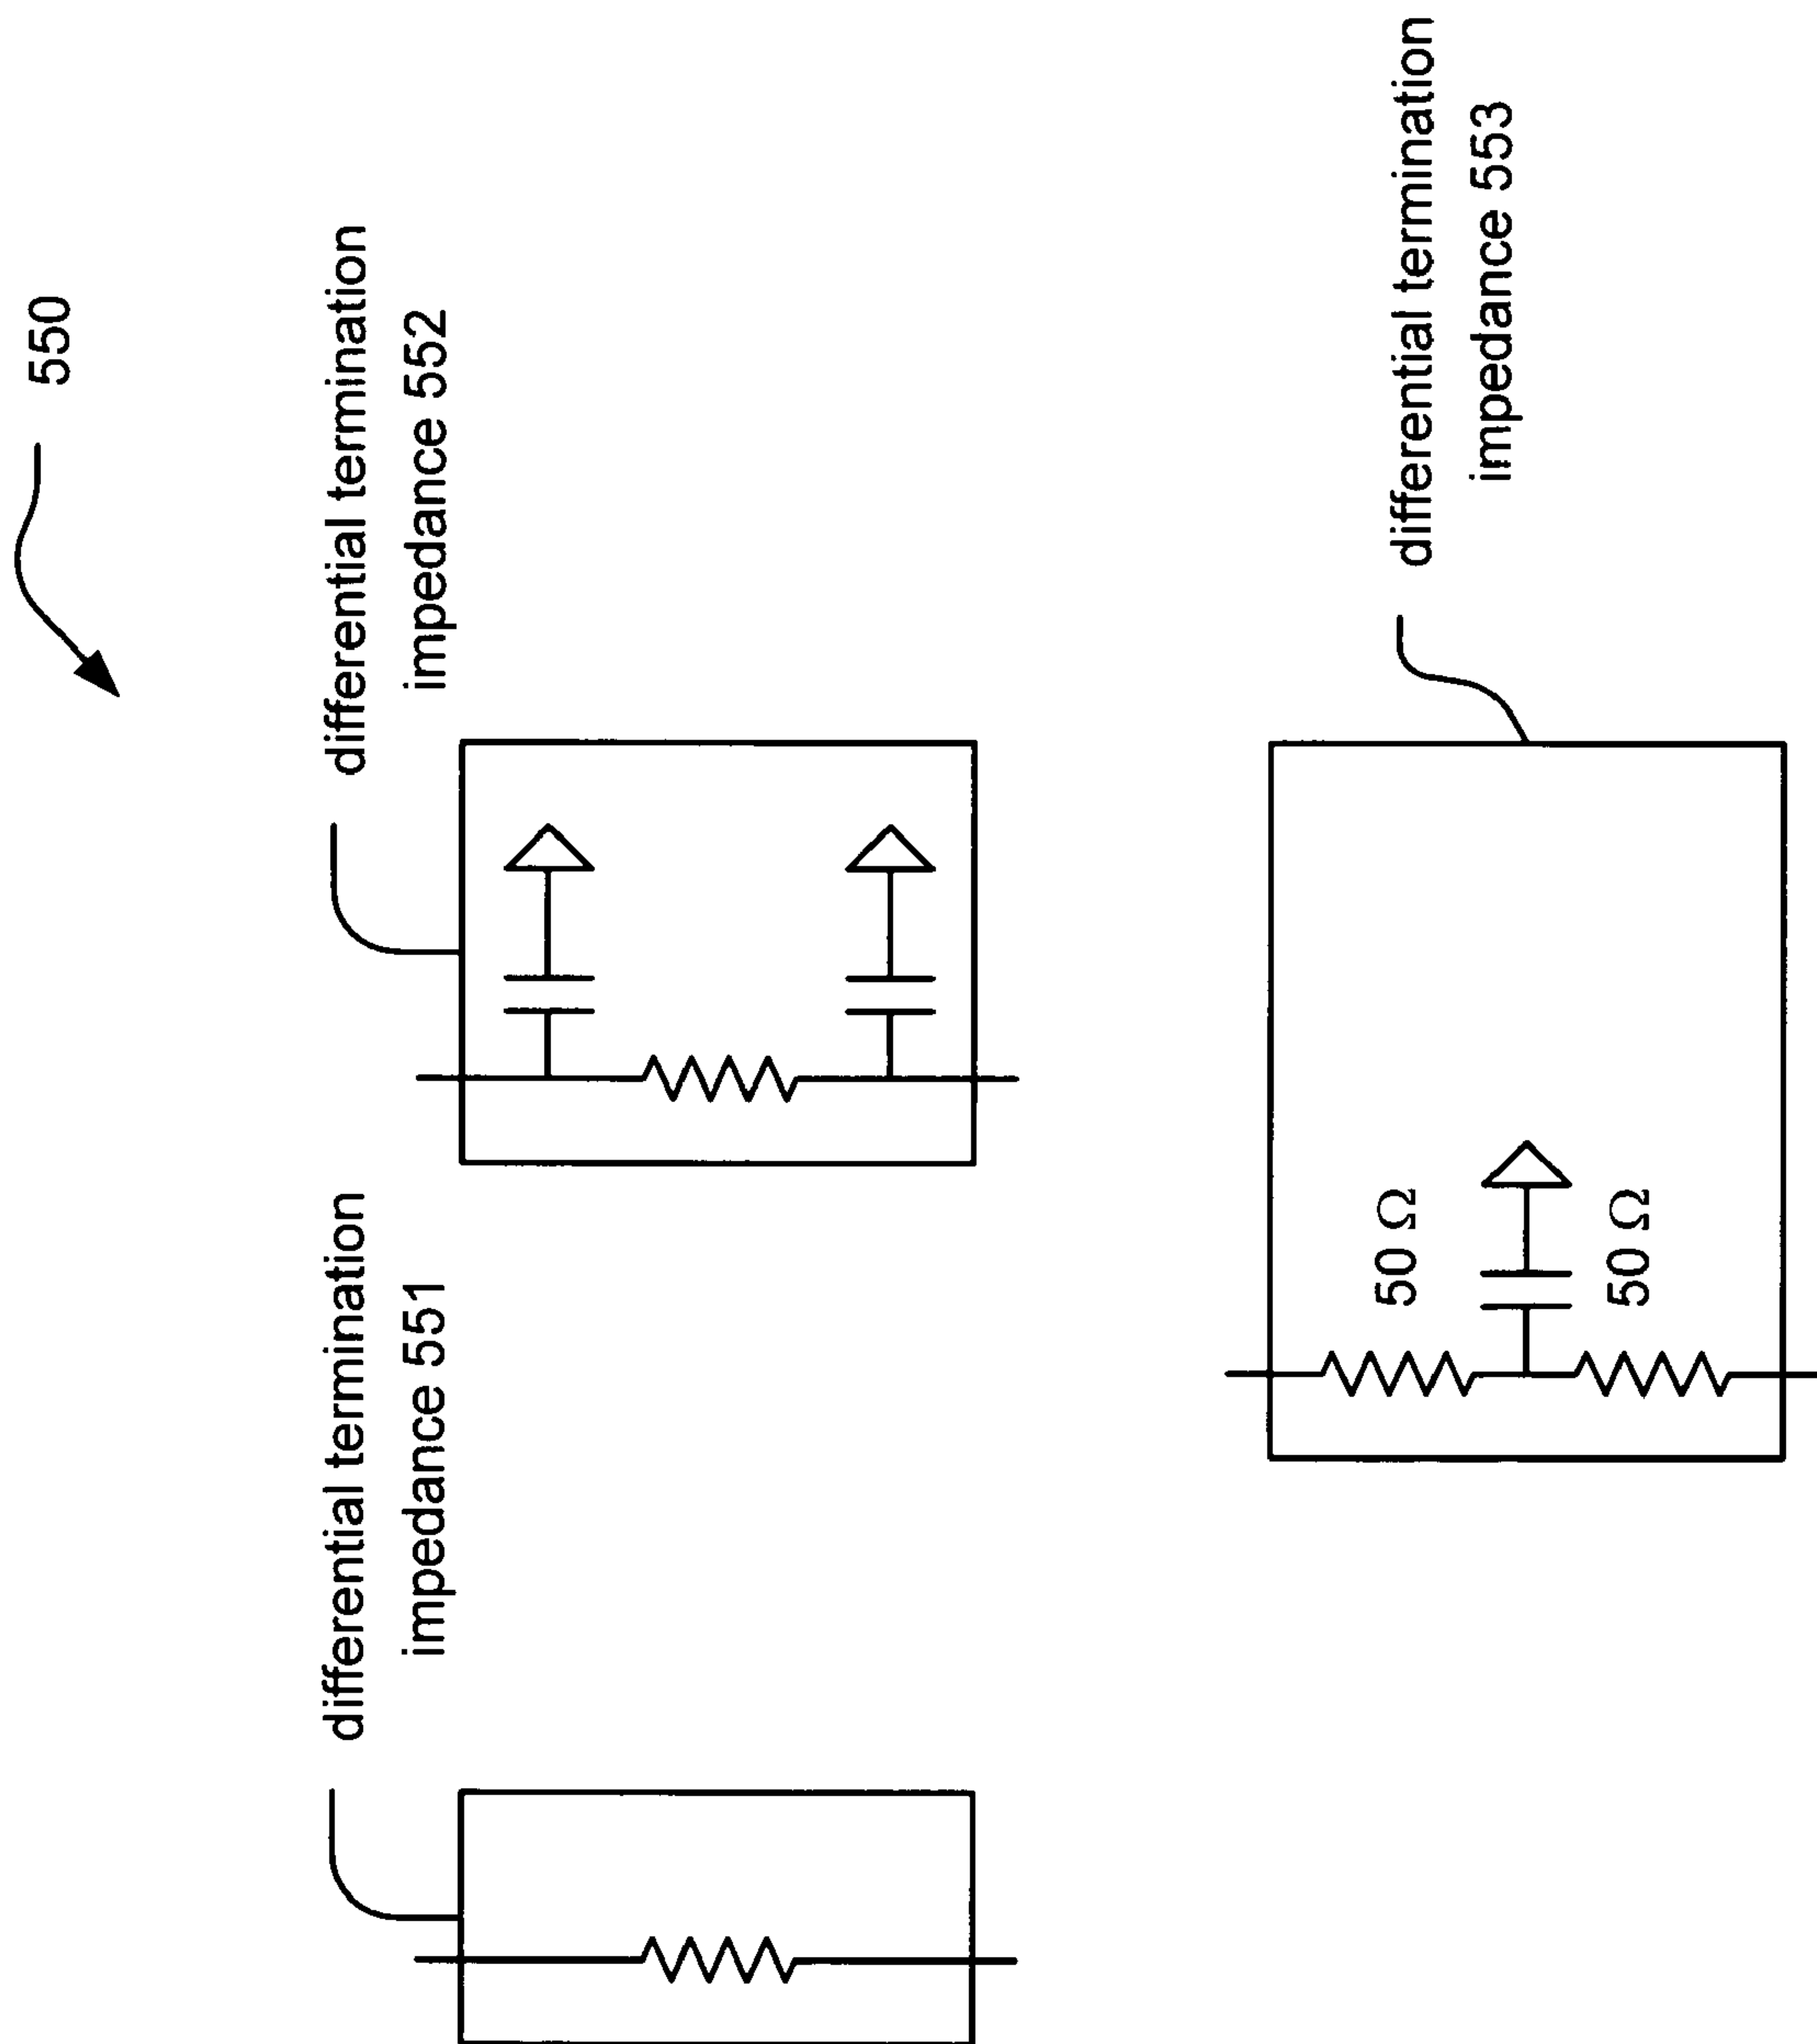 550
differential termination
impedance 551
differential termination
impedance 552
differential termination
impedance 553
50 Ω
50 Ω